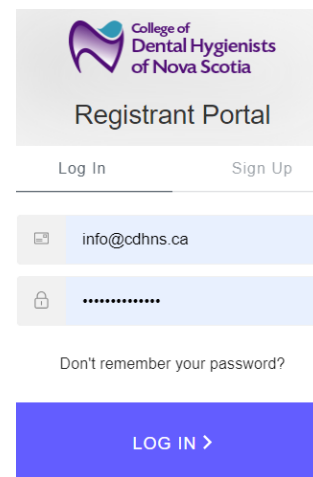 College of
Dental Hygienists
of Nova Scotia
Registrant Portal
Log In Sign Up
info@cdhns.ca
••••••••••••••
Don't remember your password?
LOG IN >